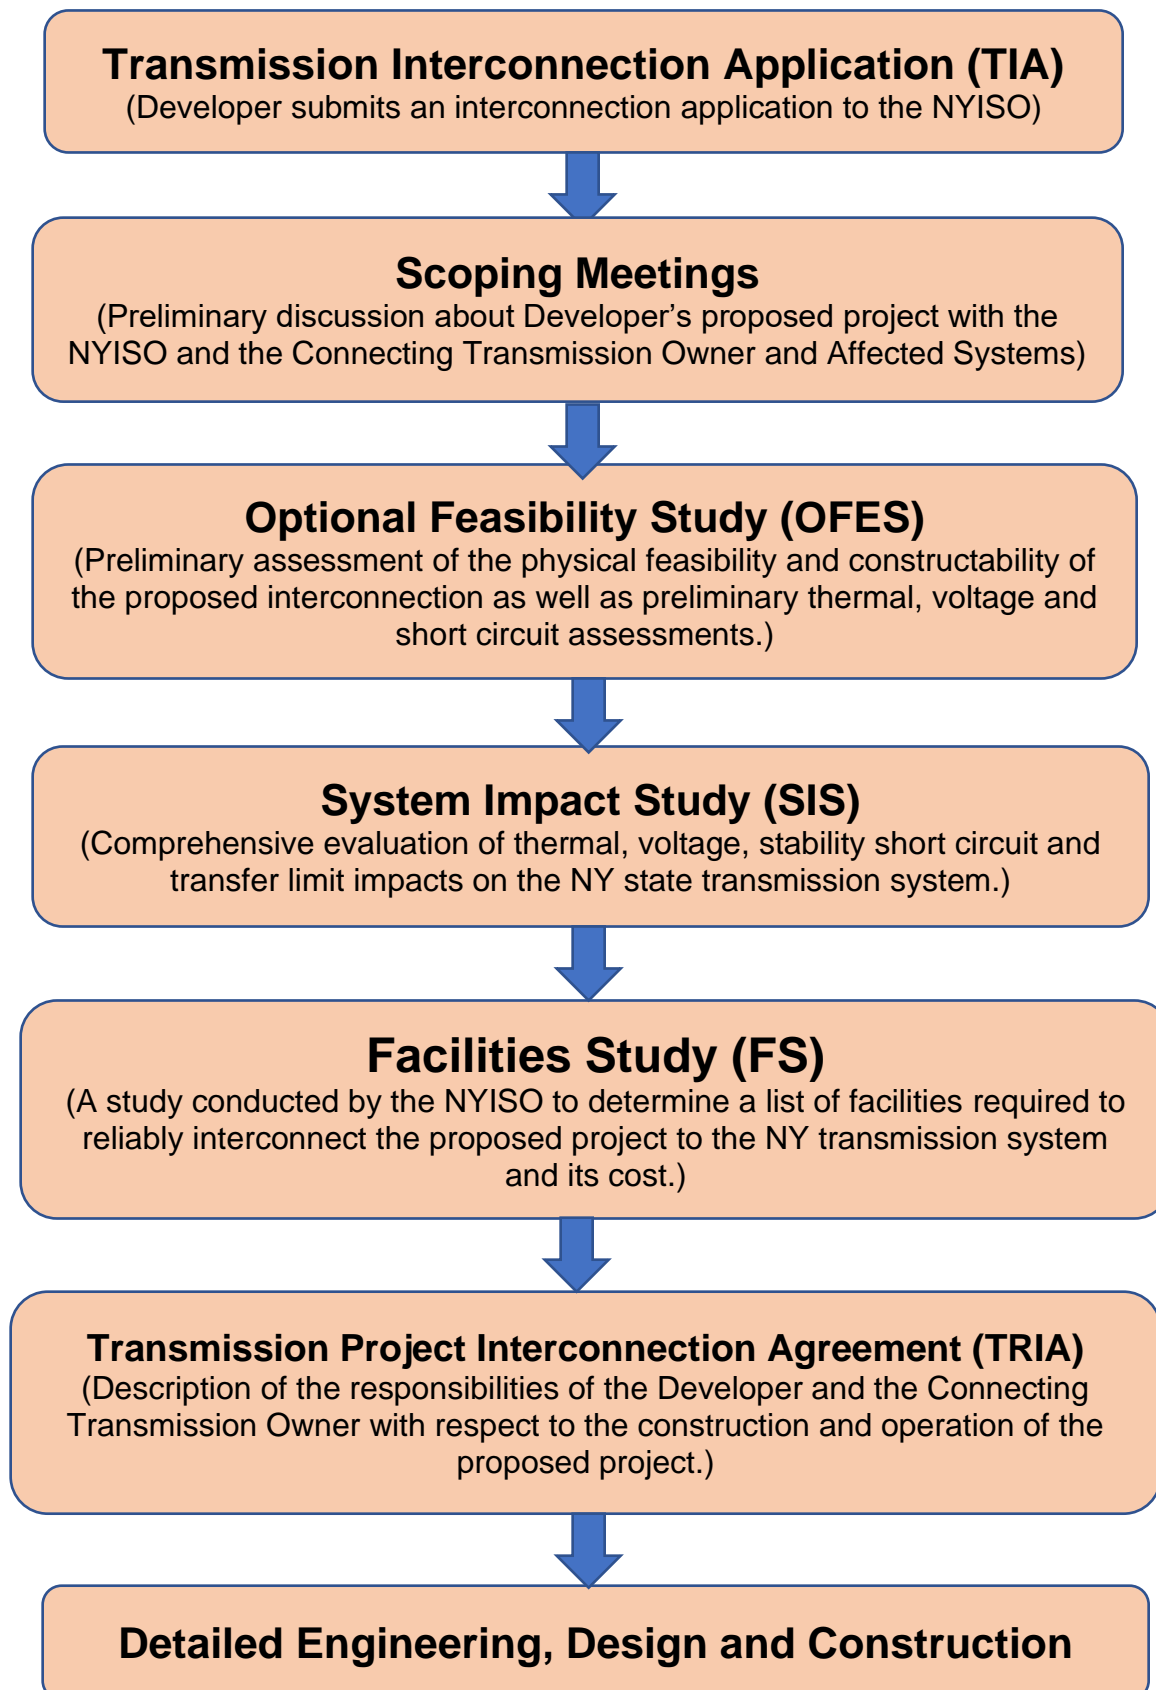 Transmission Interconnection Application (TIA)
(Developer submits an interconnection application to the NYISO)
Scoping Meetings
(Preliminary discussion about Developer’s proposed project with the
NYISO and the Connecting Transmission Owner and Affected Systems)
Optional Feasibility Study (OFES)
(Preliminary assessment of the physical feasibility and constructability of
the proposed interconnection as well as preliminary thermal, voltage and
short circuit assessments.)
System Impact Study (SIS)
(Comprehensive evaluation of thermal, voltage, stability short circuit and
transfer limit impacts on the NY state transmission system.)
Facilities Study (FS)
(A study conducted by the NYISO to determine a list of facilities required to
reliably interconnect the proposed project to the NY transmission system
and its cost.)
Transmission Project Interconnection Agreement (TRIA)
(Description of the responsibilities of the Developer and the Connecting
Transmission Owner with respect to the construction and operation of the
proposed project.)
Detailed Engineering, Design and Construction